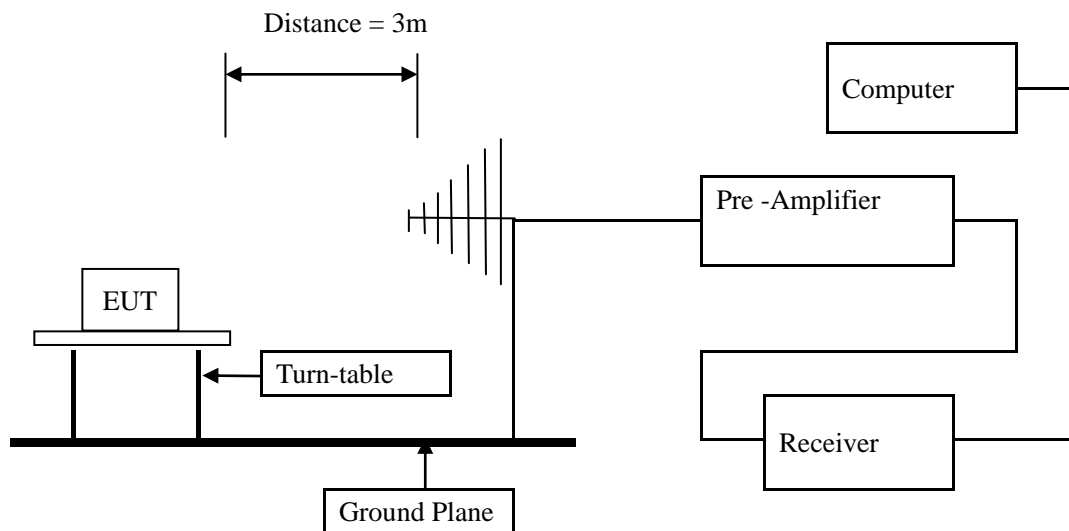 Distance = 3m
Computer
Pre -Amplifier
EUT
Turn-table
Receiver
Ground Plane